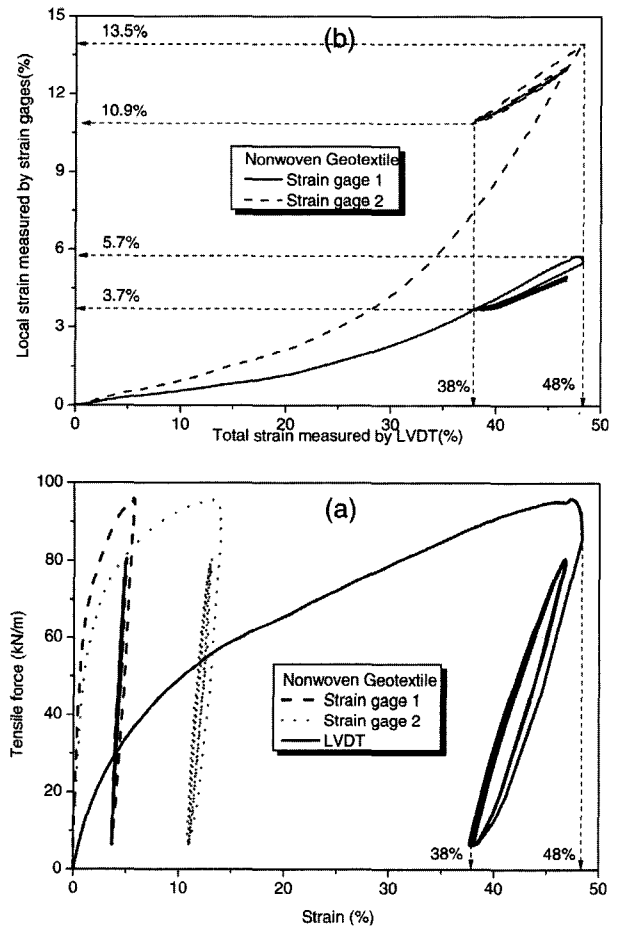 15
(b)
13.5%
12
10.9%
9
Nonwoven Geotextile
Strain gage 1
Strain gage 2
6
5.7%
3.7%
3
38%
48%
0
0
10
20
30
40
50
Local strain measured by strain gages(%)
Total strain measured by LVDT(%)
100
(a)
80
60
Nonwoven Geotextile
Strain gage 1
Strain gage 2
LVDT
40
20
38%
48%
0
0
10
20
30
40
50
Tensile force (kN/m)
Strain (%)